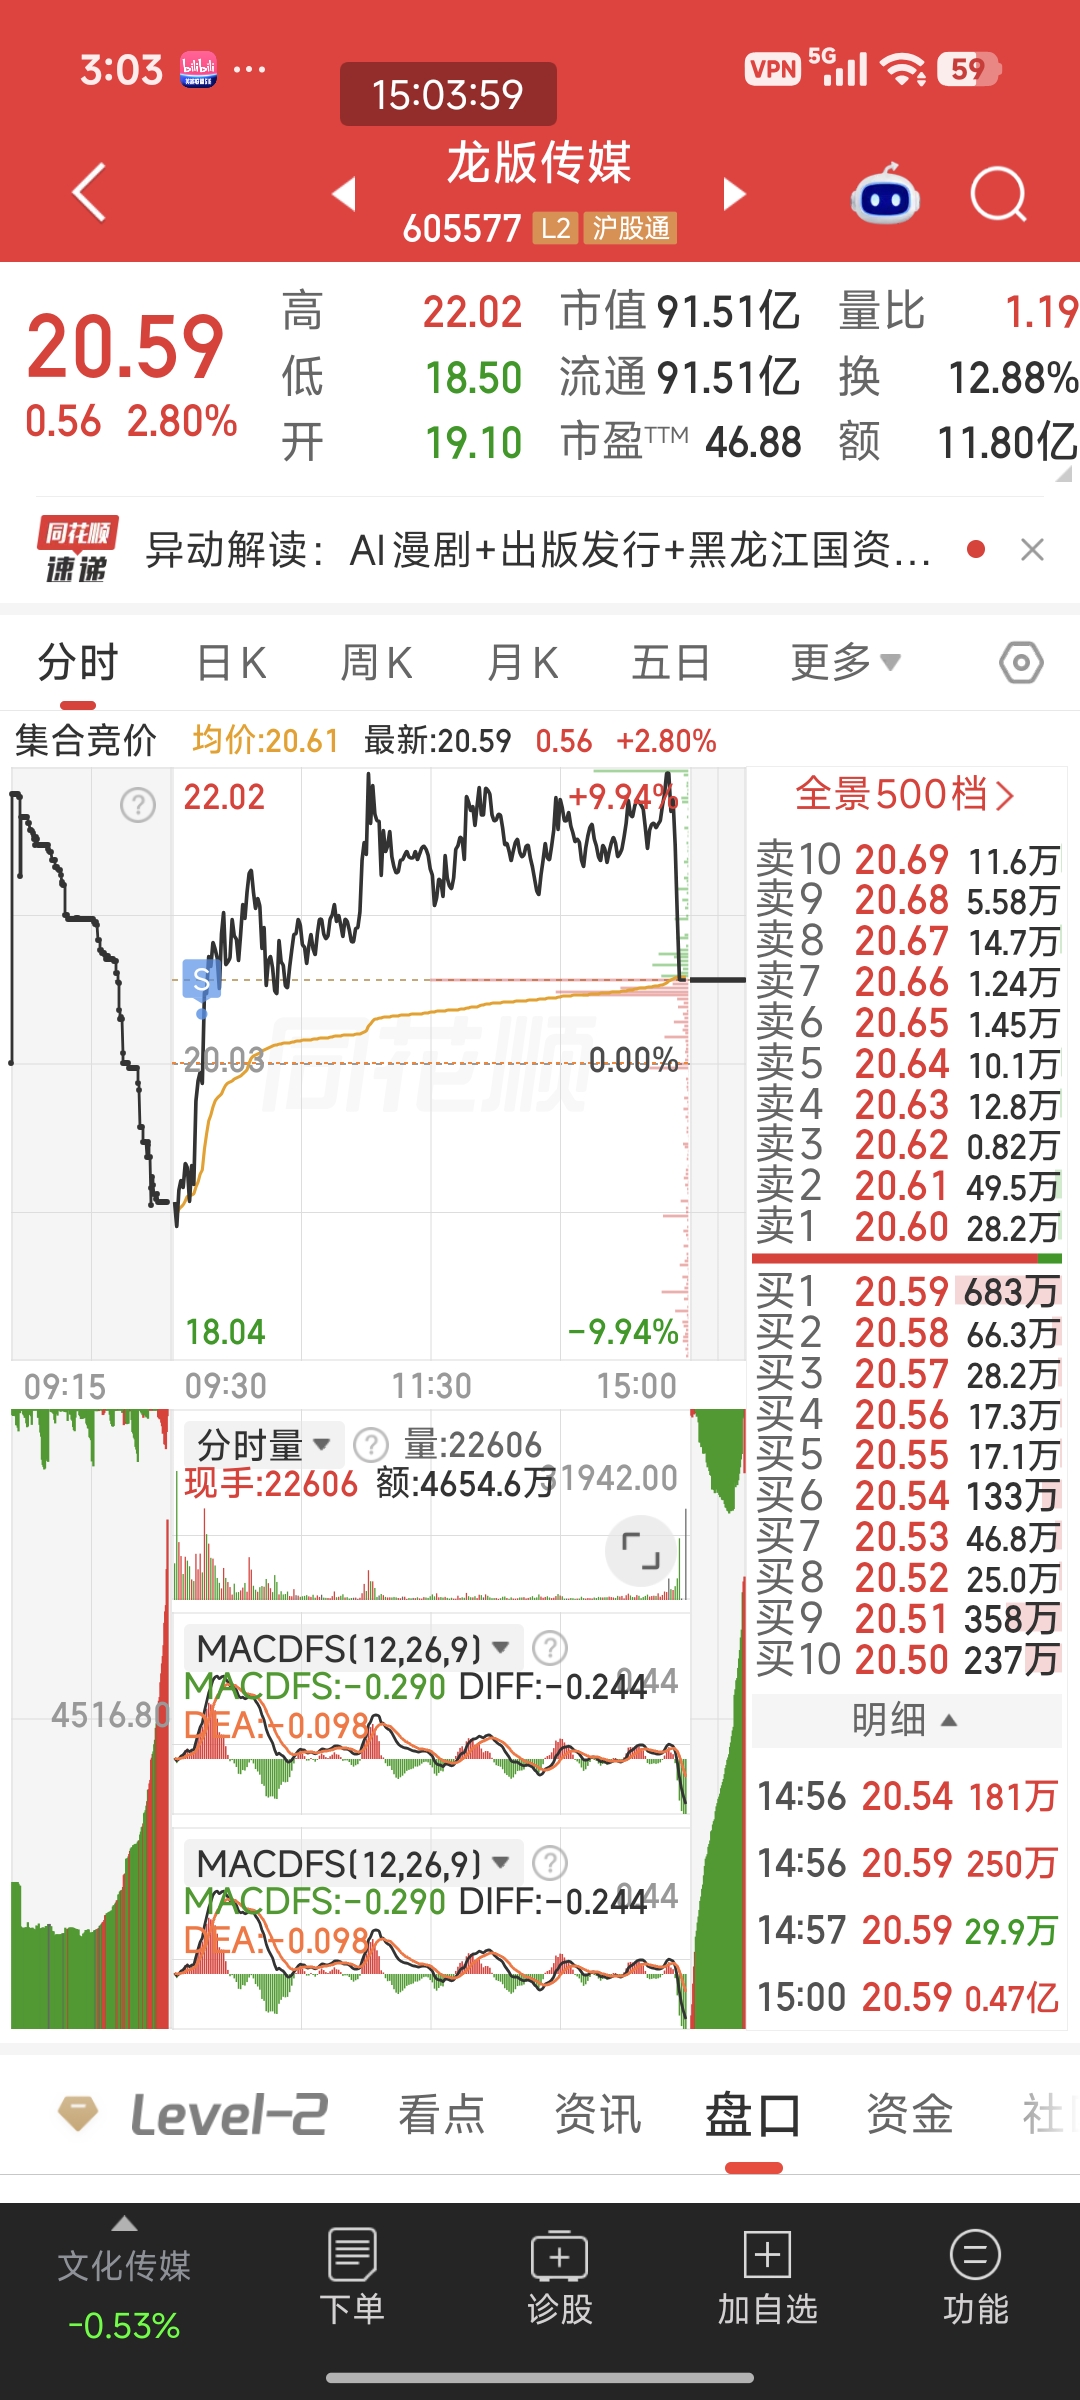 3:03 bilibili ... VPN 5G 59
15:03:59
龙版传媒
605577 L2 沪股通
20.59
0.56 2.80%
高 22.02 市值 91.51亿 量比 1.19
低 18.50 流通 91.51亿 换 12.88%
开 19.10 市盈TTM 46.88 额 11.80亿
同花顺
速递
异动解读：AI漫剧+出版发行+黑龙江国资...
分时 日K 周K 月K 五日 更多
集合竞价 均价:20.61 最新:20.59 0.56 +2.80%
22.02 +9.94%
S
20.03 0.00%
同花顺
18.04 -9.94%
09:15 09:30 11:30 15:00
分时量 ? 量:22606
现手:22606 额:4654.6万 31942.00
MACDFS(12,26,9) ?
MACDFS:-0.290 DIFF:-0.244 0.44
DEA:-0.098
4516.80
MACDFS(12,26,9) ?
MACDFS:-0.290 DIFF:-0.244 0.44
DEA:-0.098
全景500档
卖10 20.69 11.6万
卖9 20.68 5.58万
卖8 20.67 14.7万
卖7 20.66 1.24万
卖6 20.65 1.45万
卖5 20.64 10.1万
卖4 20.63 12.8万
卖3 20.62 0.82万
卖2 20.61 49.5万
卖1 20.60 28.2万
买1 20.59 683万
买2 20.58 66.3万
买3 20.57 28.2万
买4 20.56 17.3万
买5 20.55 17.1万
买6 20.54 133万
买7 20.53 46.8万
买8 20.52 25.0万
买9 20.51 358万
买10 20.50 237万
明细
14:56 20.54 181万
14:56 20.59 250万
14:57 20.59 29.9万
15:00 20.59 0.47亿
Level-2 看点 资讯 盘口 资金 社
文化传媒
-0.53%
下单 诊股 加自选 功能